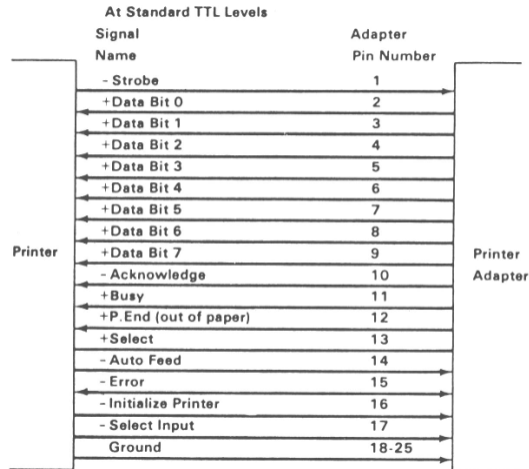 At Standard TTL Levels
Signal Adapter
Name Pin Number
- Strobe 1
+Data Bit 0 2
+Data Bit 1 3
+Data Bit 2 4
+Data Bit 3 5
+Data Bit 4 6
+Data Bit 5 7
+Data Bit 6 8
Printer +Data Bit 7 9 Printer
- Acknowledge 10 Adapter
+Busy 11
+P.End (out of paper) 12
+Select 13
- Auto Feed 14
- Error 15
- Initialize Printer 16
- Select Input 17
Ground 18-25